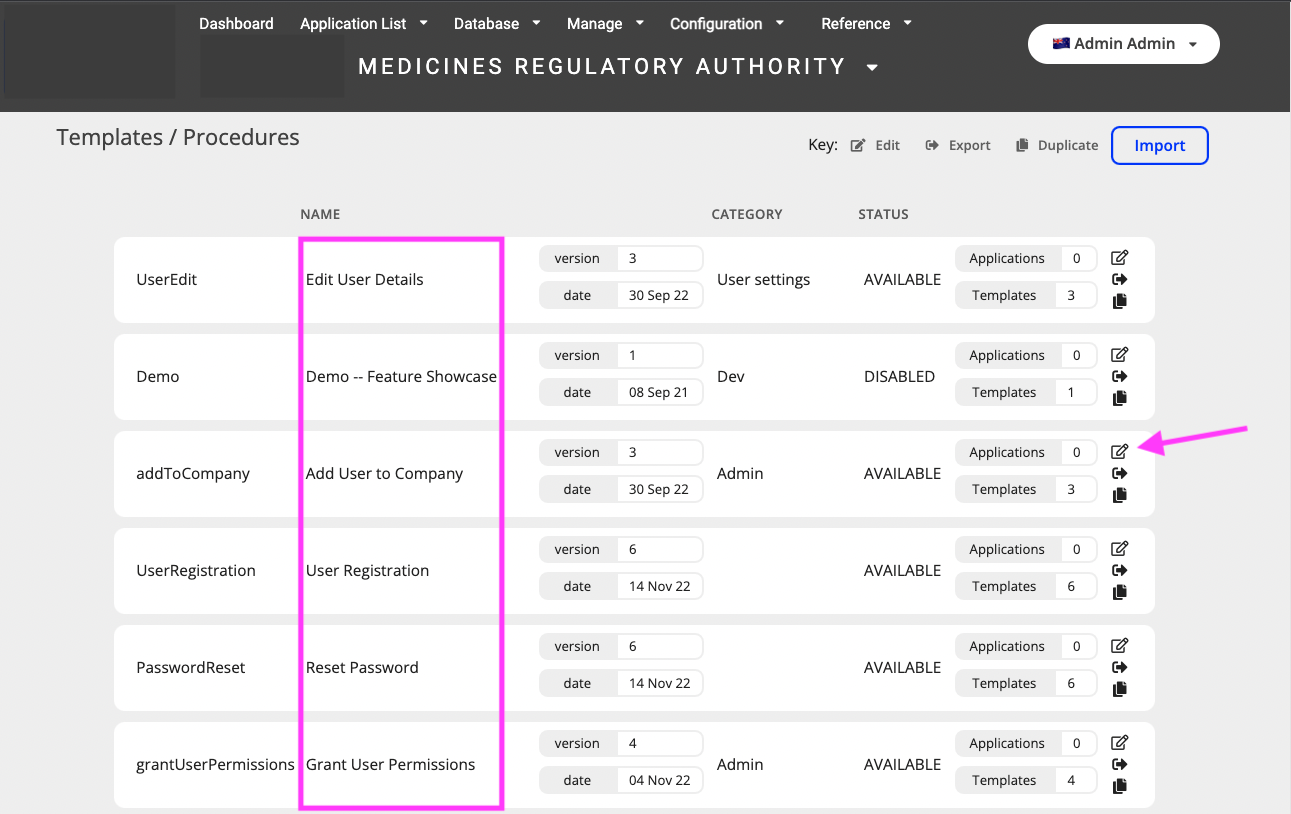 Dashboard Application List Database Manage Configuration Reference
Admin Admin
MEDICINES REGULATORY AUTHORITY
Templates / Procedures
Key: Edit Export Duplicate Import
NAME CATEGORY STATUS
version 3 Applications 0
UserEdit Edit User Details User settings AVAILABLE
date 30 Sep 22 Templates 3
version 1 Applications 0
Demo Demo -- Feature Showcase Dev DISABLED
date 08 Sep 21 Templates 1
version 3 Applications 0
addToCompany Add User to Company Admin AVAILABLE
date 30 Sep 22 Templates 3
version 6 Applications 0
UserRegistration User Registration AVAILABLE
date 14 Nov 22 Templates 6
version 6 Applications 0
PasswordReset Reset Password AVAILABLE
date 14 Nov 22 Templates 6
version 4 Applications 0
grantUserPermissions Grant User Permissions Admin AVAILABLE
date 04 Nov 22 Templates 4